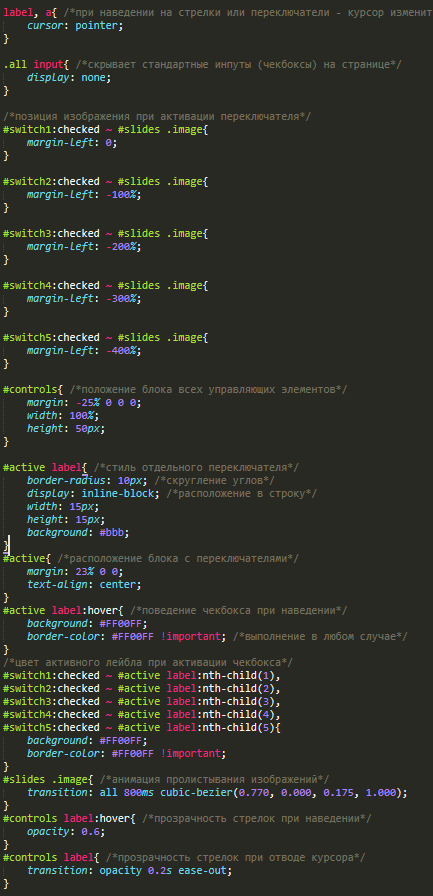 label, a{ /*при наведении на стрелки или переключатели - курсор изменит
cursor: pointer;
}
.all input{ /*скрывает стандартные инпуты (чекбоксы) на странице*/
display: none;
}
/*позиция изображения при активации переключателя*/
#switch1:checked ~ #slides .image{
margin-left: 0;
}
#switch2:checked ~ #slides .image{
margin-left: -100%;
}
#switch3:checked ~ #slides .image{
margin-left: -200%;
}
#switch4:checked ~ #slides .image{
margin-left: -300%;
}
#switch5:checked ~ #slides .image{
margin-left: -400%;
}
#controls{ /*положение блока всех управляющих элементов*/
margin: -25% 0 0 0;
width: 100%;
height: 50px;
}
#active label{ /*стиль отдельного переключателя*/
border-radius: 10px; /*скругление углов*/
display: inline-block; /*расположение в строку*/
width: 15px;
height: 15px;
background: #bbb;
}
#active{ /*расположение блока с переключателями*/
margin: 23% 0 0;
text-align: center;
}
#active label:hover{ /*поведение чекбокса при наведении*/
background: #FF00FF;
border-color: #FF00FF !important; /*выполнение в любом случае*/
}
/*цвет активного лейбла при активации чекбокса*/
#switch1:checked ~ #active label:nth-child(1),
#switch2:checked ~ #active label:nth-child(2),
#switch3:checked ~ #active label:nth-child(3),
#switch4:checked ~ #active label:nth-child(4),
#switch5:checked ~ #active label:nth-child(5){
background: #FF00FF;
border-color: #FF00FF !important;
}
#slides .image{ /*анимация пролистывания изображений*/
transition: all 800ms cubic-bezier(0.770, 0.000, 0.175, 1.000);
}
#controls label:hover{ /*прозрачность стрелок при наведении*/
opacity: 0.6;
}
#controls label{ /*прозрачность стрелок при отводе курсора*/
transition: opacity 0.2s ease-out;
}